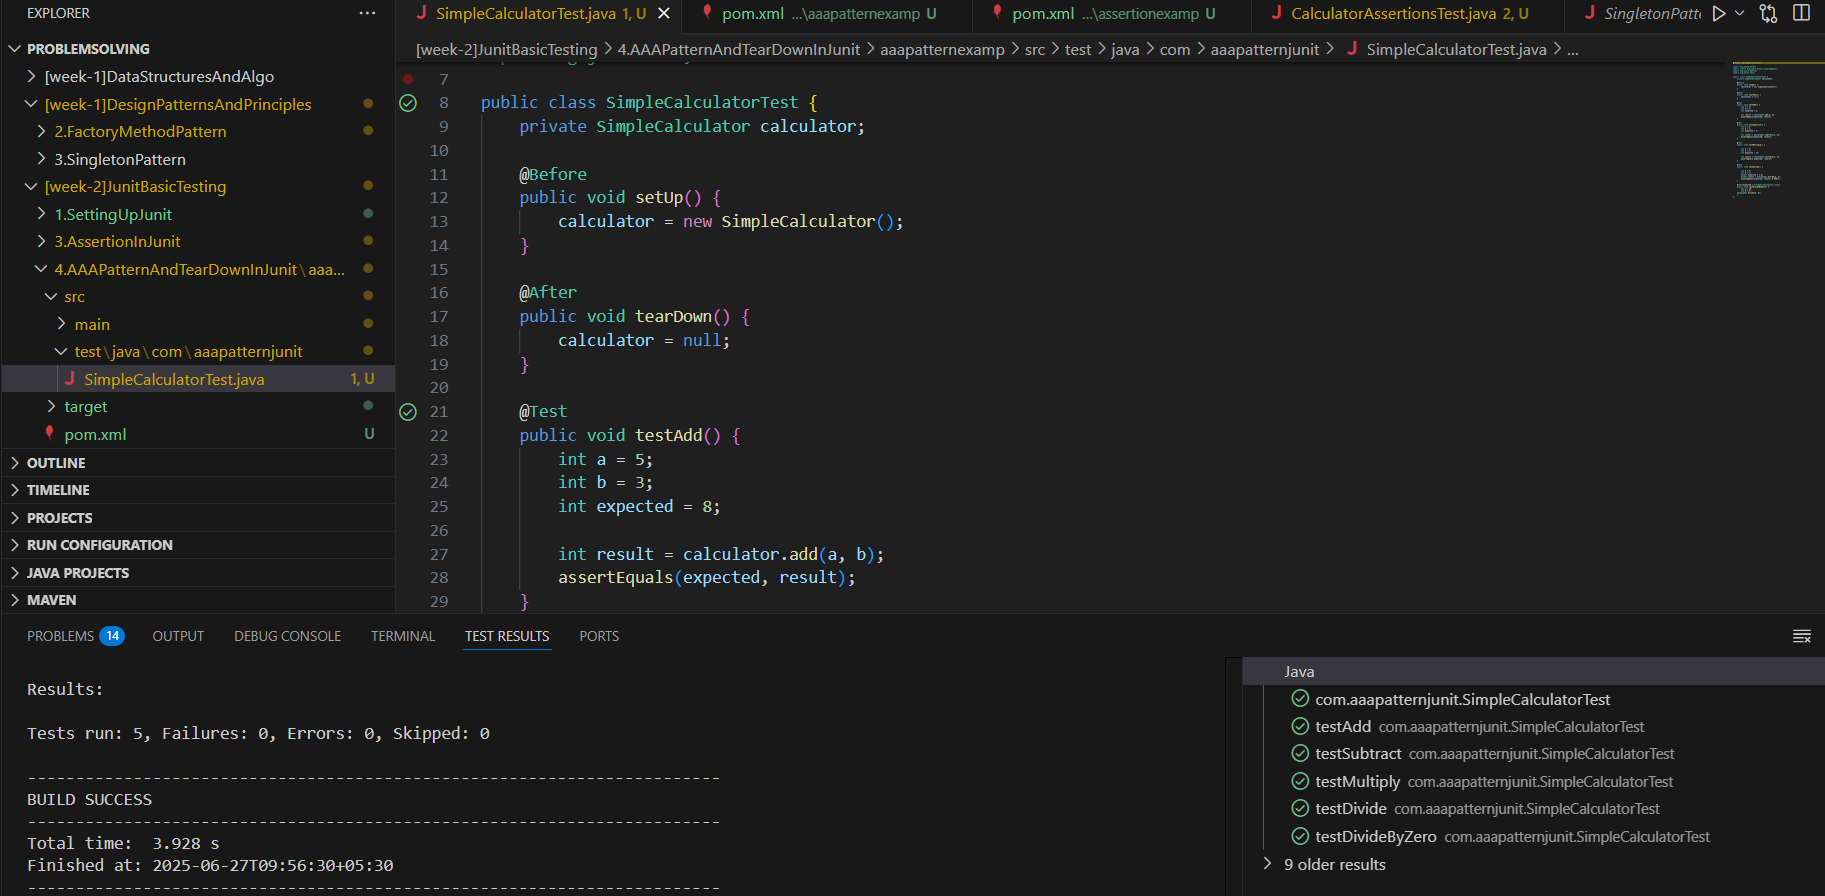 EXPLORER
PROBLEMSOLVING
[week-1]DataStructuresAndAlgo
[week-1]DesignPatternsAndPrinciples
2.FactoryMethodPattern
3.SingletonPattern
[week-2]JunitBasicTesting
1.SettingUpJunit
3.AssertionInJunit
4.AAAPatternAndTearDownInJunit\aaa...
src
main
test\java\com\aaapatternjunit
SimpleCalculatorTest.java 1, U
target
pom.xml U
OUTLINE
TIMELINE
PROJECTS
RUN CONFIGURATION
JAVA PROJECTS
MAVEN
SimpleCalculatorTest.java 1, U
pom.xml ...\aaapatternexamp U
pom.xml ...\assertionexamp U
CalculatorAssertionsTest.java 2, U
SingletonPatte
[week-2]JunitBasicTesting > 4.AAAPatternAndTearDownInJunit > aaapatternexamp > src > test > java > com > aaapatternjunit > SimpleCalculatorTest.java > ...
7
8 public class SimpleCalculatorTest {
9 private SimpleCalculator calculator;
10
11 @Before
12 public void setUp() {
13 calculator = new SimpleCalculator();
14 }
15
16 @After
17 public void tearDown() {
18 calculator = null;
19 }
20
21 @Test
22 public void testAdd() {
23 int a = 5;
24 int b = 3;
25 int expected = 8;
26
27 int result = calculator.add(a, b);
28 assertEquals(expected, result);
29 }
PROBLEMS 14 OUTPUT DEBUG CONSOLE TERMINAL TEST RESULTS PORTS
Results:
Tests run: 5, Failures: 0, Errors: 0, Skipped: 0
------------------------------------------------------------------------
BUILD SUCCESS
------------------------------------------------------------------------
Total time:  3.928 s
Finished at: 2025-06-27T09:56:30+05:30
------------------------------------------------------------------------
Java
com.aaapatternjunit.SimpleCalculatorTest
testAdd com.aaapatternjunit.SimpleCalculatorTest
testSubtract com.aaapatternjunit.SimpleCalculatorTest
testMultiply com.aaapatternjunit.SimpleCalculatorTest
testDivide com.aaapatternjunit.SimpleCalculatorTest
testDivideByZero com.aaapatternjunit.SimpleCalculatorTest
9 older results